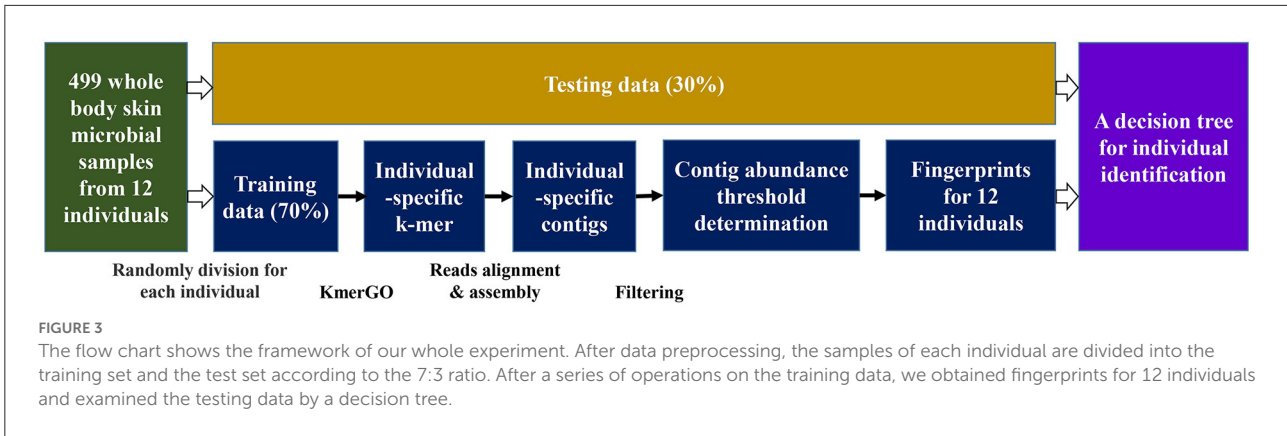 499 whole
body skin
microbial
samples
from 12
individuals
Testing data (30%)
Training
data (70%)
Individual
-specific
k-mer
Individual
-specific
contigs
Contig abundance
threshold
determination
Fingerprints
for 12
individuals
A decision tree
for individual
identification
Randomly division for
each individual
KmerGO
Reads alignment
& assembly
Filtering
FIGURE 3
The flow chart shows the framework of our whole experiment. After data preprocessing, the samples of each individual are divided into the
training set and the test set according to the 7:3 ratio. After a series of operations on the training data, we obtained fingerprints for 12 individuals
and examined the testing data by a decision tree.